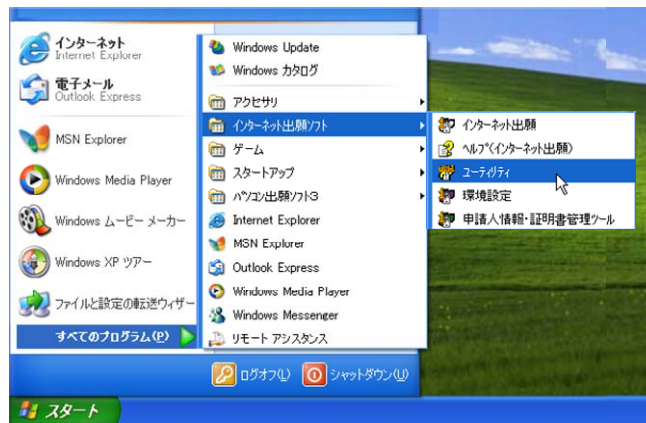 インターネット
Internet Explorer
電子メール
Outlook Express
MSN Explorer
Windows Media Player
Windows ムービー メーカー
Windows XP ツアー
ファイルと設定の転送ウィザー
すべてのプログラム(P)
Windows Update
Windows カタログ
アクセサリ
インターネット出願ソフト
ゲーム
スタートアップ
パソコン出願ソフト3
Internet Explorer
MSN Explorer
Outlook Express
Windows Media Player
Windows Messenger
リモート アシスタンス
インターネット出願
ヘルプ(インターネット出願)
ユーティリティ
環境設定
申請人情報・証明書管理ツール
ログオフ(L)
シャットダウン(U)
スタート